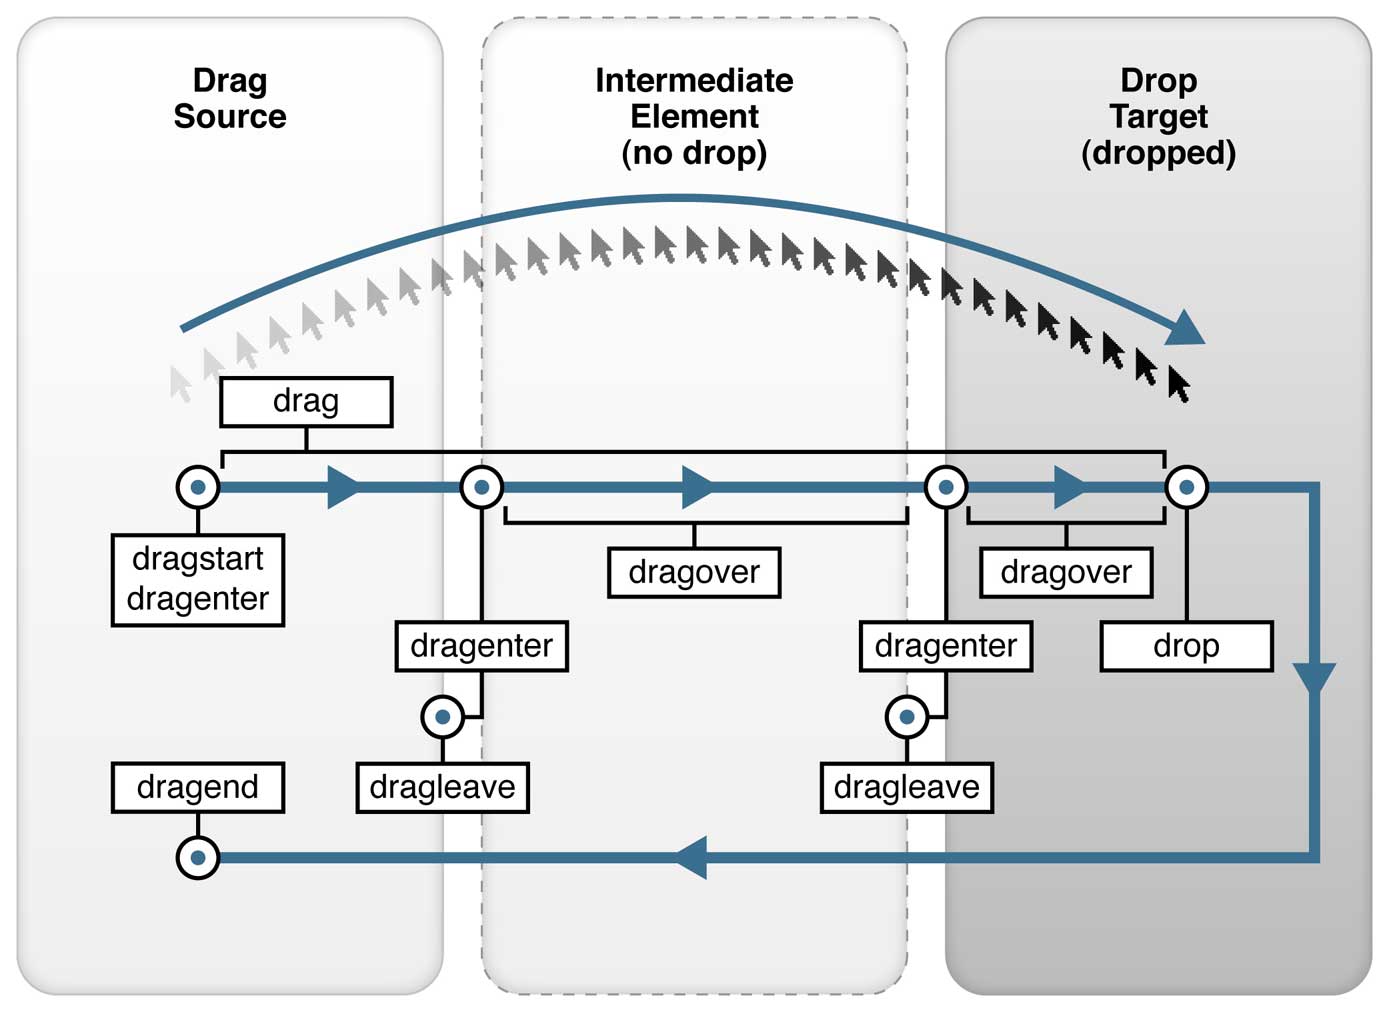 Drag
Source
Intermediate
Element
(no drop)
Drop
Target
(dropped)
drag
dragstart
dragenter
dragover
dragover
dragenter
dragenter
drop
dragend
dragleave
dragleave